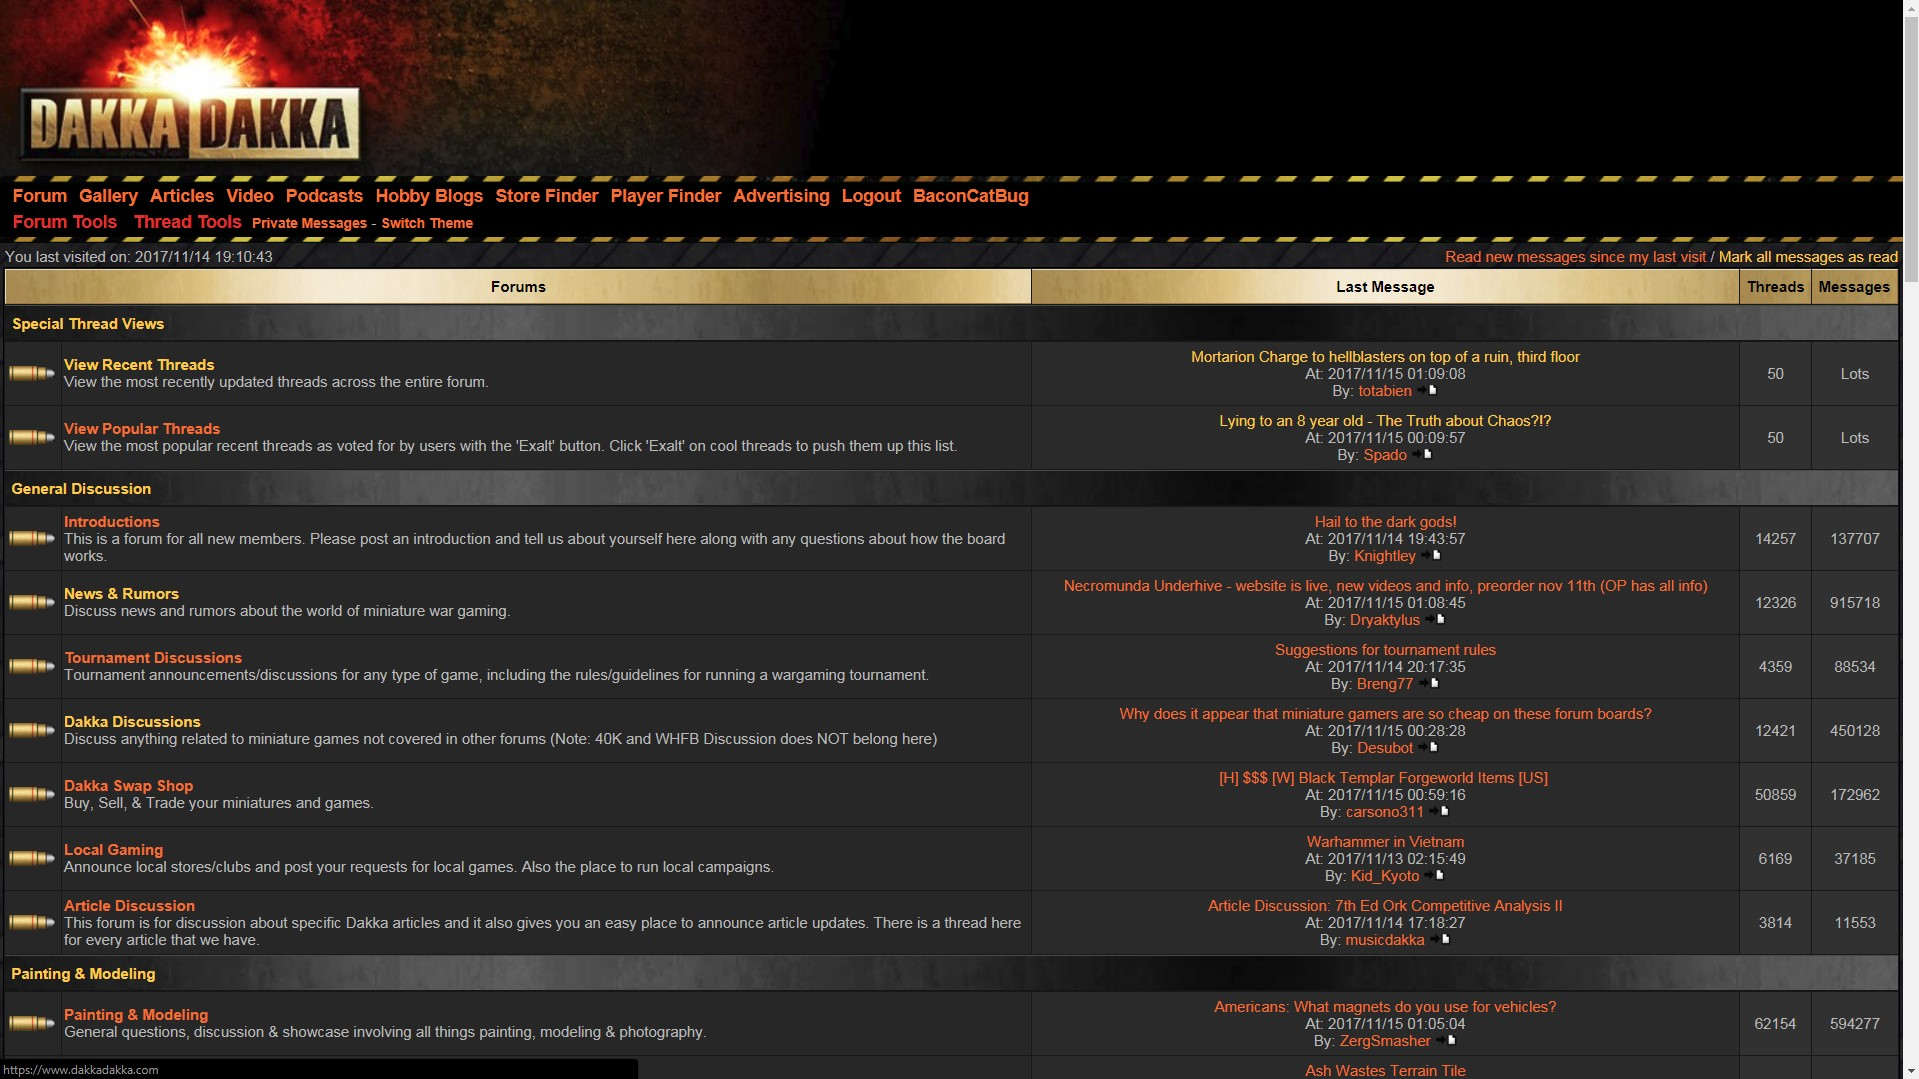 DAKKA DAKKA
Forum Gallery Articles Video Podcasts Hobby Blogs Store Finder Player Finder Advertising Logout BaconCatBug
Forum Tools Thread Tools Private Messages - Switch Theme
You last visited on: 2017/11/14 19:10:43
Read new messages since my last visit / Mark all messages as read
Forums
Last Message
Threads
Messages
Special Thread Views
View Recent Threads
View the most recently updated threads across the entire forum.
Mortarion Charge to hellblasters on top of a ruin, third floor
At: 2017/11/15 01:09:08
By: totabien
50
Lots
View Popular Threads
View the most popular recent threads as voted for by users with the 'Exalt' button. Click 'Exalt' on cool threads to push them up this list.
Lying to an 8 year old - The Truth about Chaos?!?
At: 2017/11/15 00:09:57
By: Spado
50
Lots
General Discussion
Introductions
This is a forum for all new members. Please post an introduction and tell us about yourself here along with any questions about how the board
works.
Hail to the dark gods!
At: 2017/11/14 19:43:57
By: Knightley
14257
137707
News & Rumors
Discuss news and rumors about the world of miniature war gaming.
Necromunda Underhive - website is live, new videos and info, preorder nov 11th (OP has all info)
At: 2017/11/15 01:08:45
By: Dryaktylus
12326
915718
Tournament Discussions
Tournament announcements/discussions for any type of game, including the rules/guidelines for running a wargaming tournament.
Suggestions for tournament rules
At: 2017/11/14 20:17:35
By: Breng77
4359
88534
Dakka Discussions
Discuss anything related to miniature games not covered in other forums (Note: 40K and WHFB Discussion does NOT belong here)
Why does it appear that miniature gamers are so cheap on these forum boards?
At: 2017/11/15 00:28:28
By: Desubot
12421
450128
Dakka Swap Shop
Buy, Sell, & Trade your miniatures and games.
[H] $$$ [W] Black Templar Forgeworld Items [US]
At: 2017/11/15 00:59:16
By: carsono311
50859
172962
Local Gaming
Announce local stores/clubs and post your requests for local games. Also the place to run local campaigns.
Warhammer in Vietnam
At: 2017/11/13 02:15:49
By: Kid_Kyoto
6169
37185
Article Discussion
This forum is for discussion about specific Dakka articles and it also gives you an easy place to announce article updates. There is a thread here
for every article that we have.
Article Discussion: 7th Ed Ork Competitive Analysis II
At: 2017/11/14 17:18:27
By: musicdakka
3814
11553
Painting & Modeling
Painting & Modeling
General questions, discussion & showcase involving all things painting, modeling & photography.
Americans: What magnets do you use for vehicles?
At: 2017/11/15 01:05:04
By: ZergSmasher
62154
594277
Ash Wastes Terrain Tile
https://www.dakkadakka.com